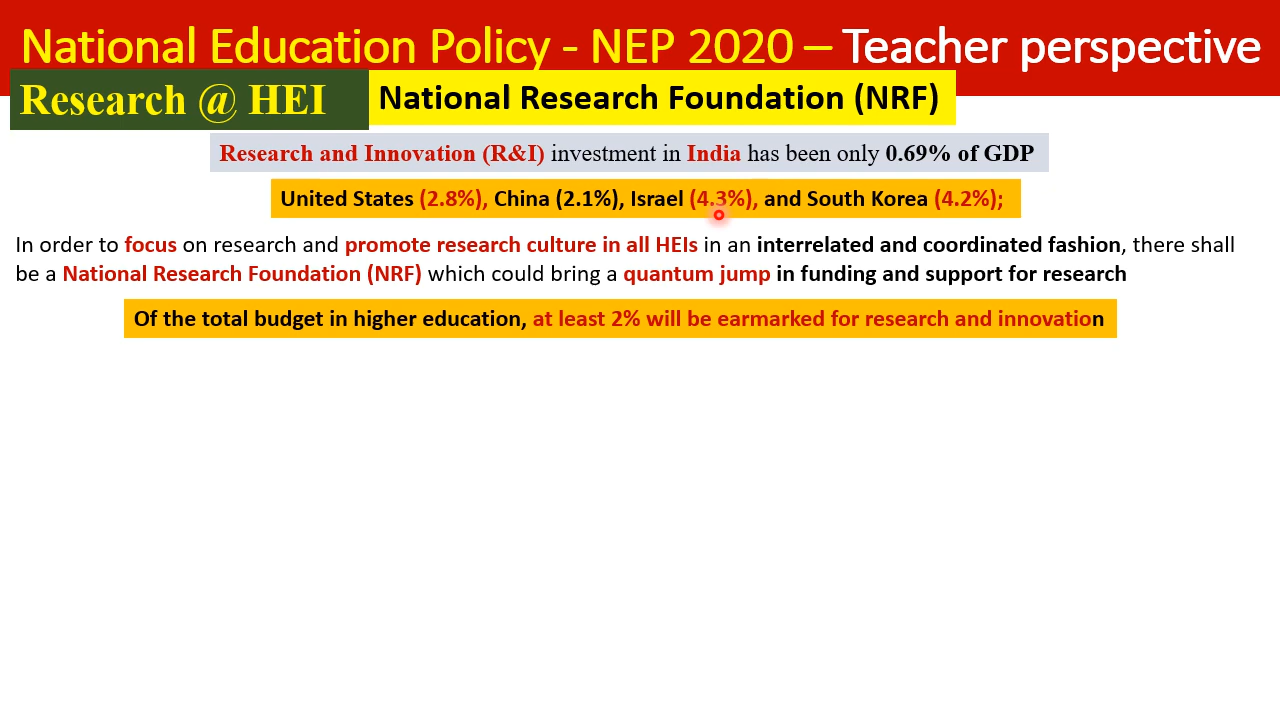 National Education Policy - NEP 2020 – Teacher perspective
Research @ HEI
National Research Foundation (NRF)
Research and Innovation (R&I) investment in India has been only 0.69% of GDP
United States (2.8%), China (2.1%), Israel (4.3%), and South Korea (4.2%);
In order to focus on research and promote research culture in all HEIs in an interrelated and coordinated fashion, there shall
be a National Research Foundation (NRF) which could bring a quantum jump in funding and support for research
Of the total budget in higher education, at least 2% will be earmarked for research and innovation